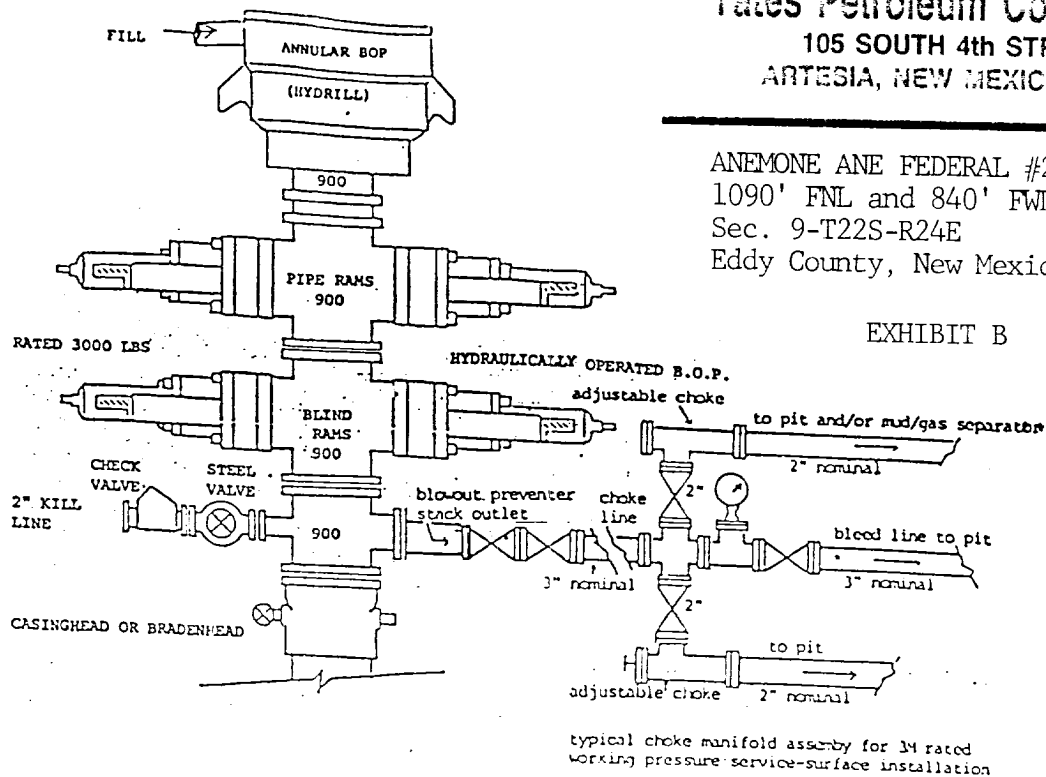 Yates Petroleum Co
105 SOUTH 4th STR
ARTESIA, NEW MEXIC
ANEMONE ANE FEDERAL #2
1090' FNL and 840' FWL
Sec. 9-T22S-R24E
Eddy County, New Mexic
EXHIBIT B
FILL
ANNULAR BOP
(HYDRILL)
900
PIPE RAMS
900
RATED 3000 LBS
HYDRAULICALLY OPERATED B.O.P.
adjustable choke
to pit and/or mud/gas separator
2" nominal
BLIND
RAMS
900
CHECK
VALVE
STEEL
VALVE
2" KILL
LINE
900
blowout preventer
stack outlet
choke
line
3" nominal
2"
bleed line to pit
3" nominal
2"
CASINGHEAD OR BRADENHEAD
to pit
adjustable choke
2" nominal
typical choke manifold assemby for 3M rated
working pressure service-surface installation